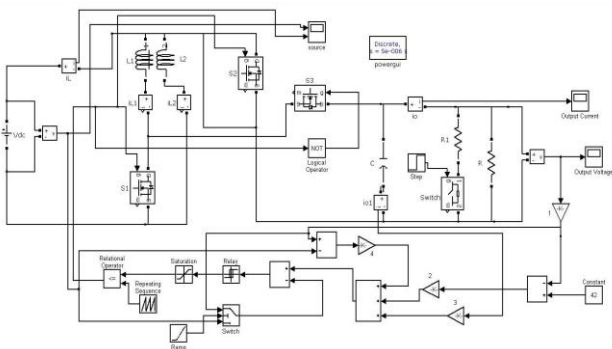 source
Discrete,
s = 5e-006 s
powergui
iL
L1
L2
S2
S3
iL1
iL2
Vdc
S1
NOT
Logical
Operator
C
io1
Io
R1
R
Step
Switch
Output Current
Output Voltage
1
Relational
Operator
<=
Repeating
Sequence
Saturation
Relay
Switch
Ramp
4
2
3
Constant
42